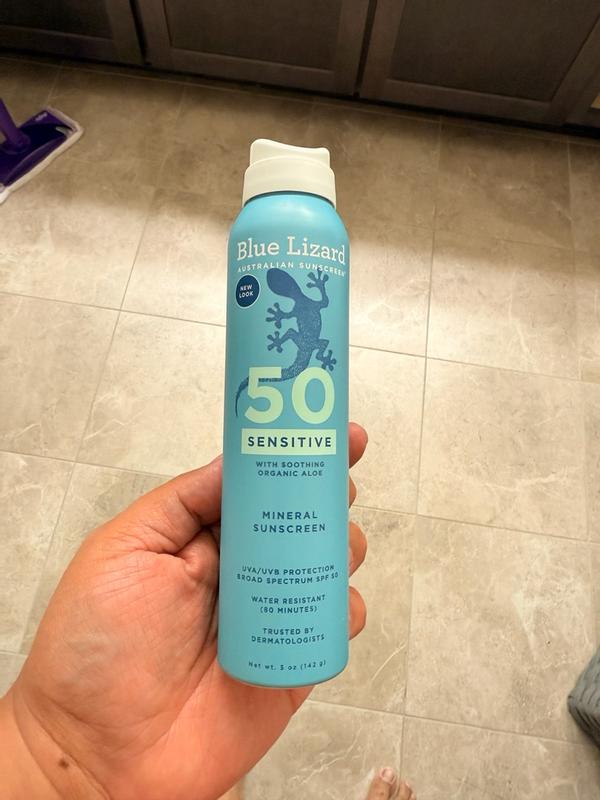 Blue Lizard
AUSTRALIAN SUNSCREEN
NEW
LOOK
50
SENSITIVE
WITH SOOTHING
ORGANIC ALOE
MINERAL
SUNSCREEN
UVA/UVB PROTECTION
BROAD SPECTRUM SPF 50
WATER RESISTANT
(80 MINUTES)
TRUSTED BY
DERMATOLOGISTS
Net wt. 5 oz (142 g)